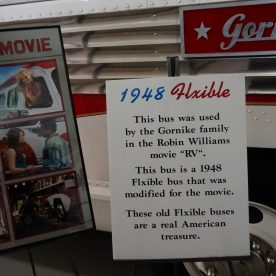 MOVIE
Gor
1948 Flxible
This bus was used
by the Gornike family
in the Robin Williams
movie "RV".
This bus is a 1948
Flxible bus that was
modified for the movie.
These old Flxible buses
are a real American
treasure.